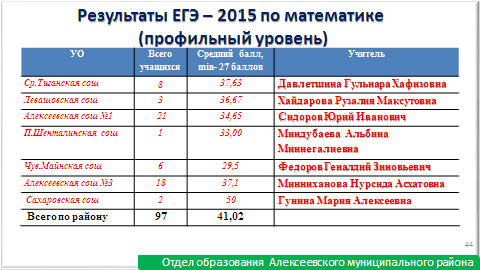 Результаты ЕГЭ – 2015 по математике
(профильный уровень)
УО Всего учащихся Средний балл, min- 27 баллов Учитель
Ср.Тиганская сош 8 37,63 Давлетшина Гульнара Хафизовна
Левашовская сош 3 36,67 Хайдарова Рузалия Максутовна
Алексеевская сош №1 21 34,65 Сидоров Юрий Иванович
П.Шенталинская сош 1 33,00 Миндубаева Альбина Миннегалиевна
Чув.Майнская сош 6 29,5 Федоров Геналдий Зиновьевич
Алексеевская сош №3 18 37,1 Минниханова Нурсида Асхатовна
Сахаровская сош 2 50 Гунина Мария Алексеевна
Всего по району 97 41,02
44
Отдел образования Алексеевского муниципального района